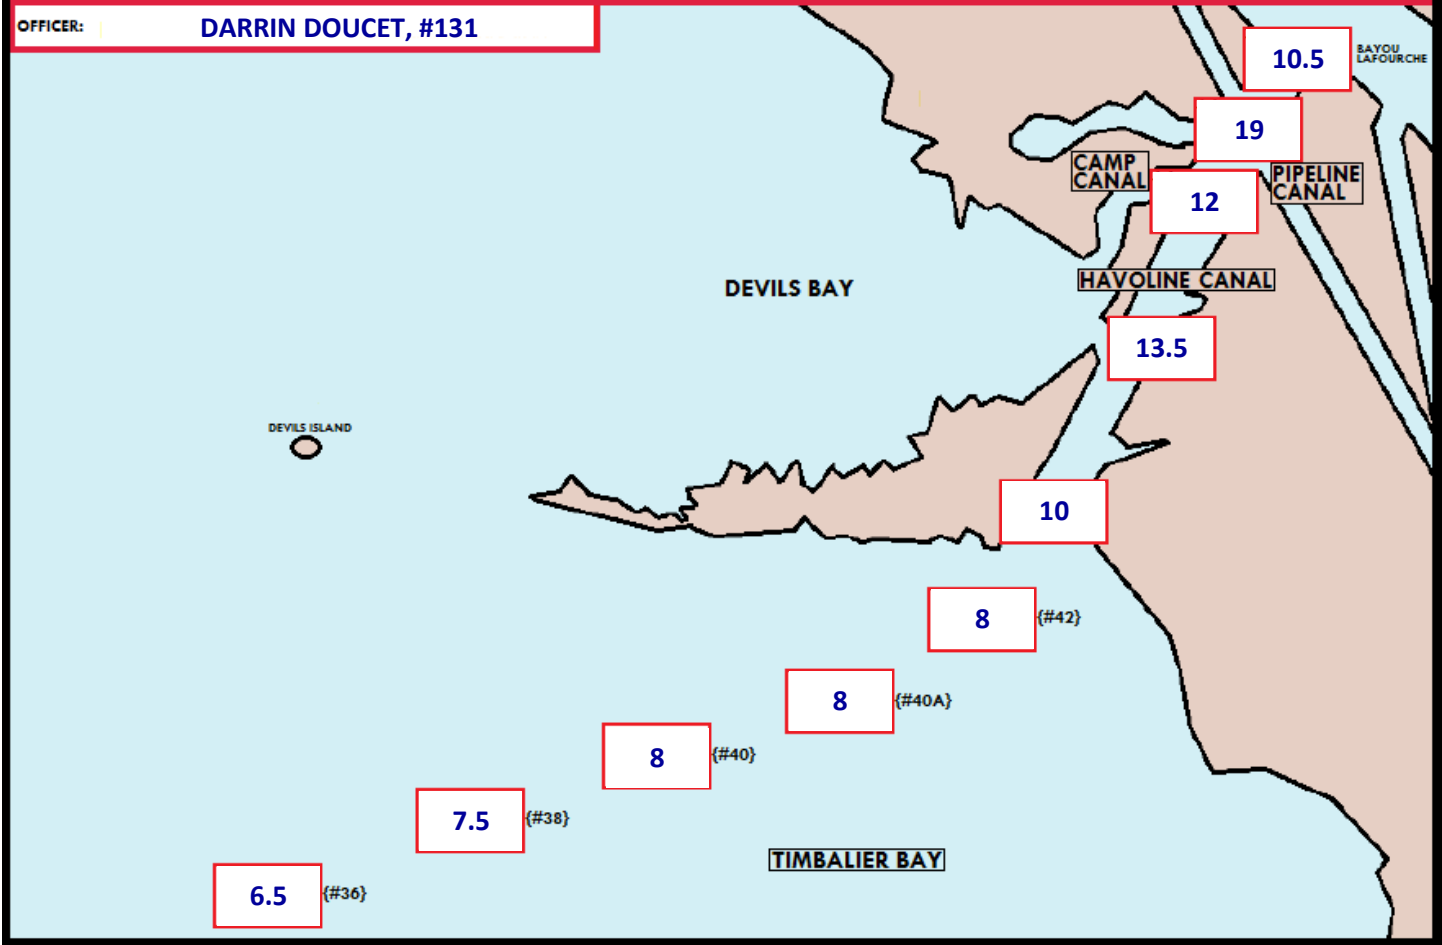 OFFICER: DARRIN DOUCET, #131
10.5
BAYOU
LAFOURCHE
19
CAMP
CANAL
PIPELINE
CANAL
12
DEVILS BAY
HAVOLINE CANAL
13.5
DEVILS ISLAND
10
8 {#42}
8 {#40A}
8 {#40}
7.5 {#38}
TIMBALIER BAY
6.5 {#36}